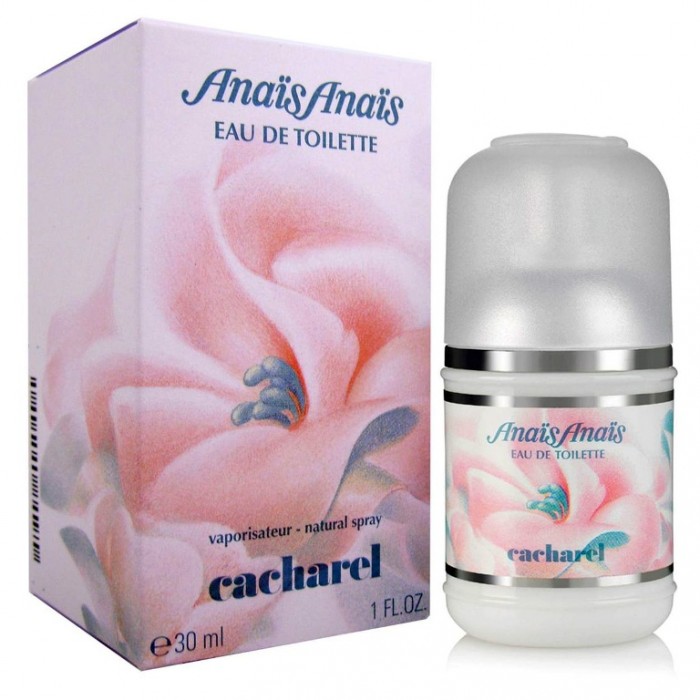 Anaïs Anaïs
EAU DE TOILETTE
vaporisateur - natural spray
cacharel
1 FL.OZ.
℮30 ml
Anaïs Anaïs
EAU DE TOILETTE
cacharel